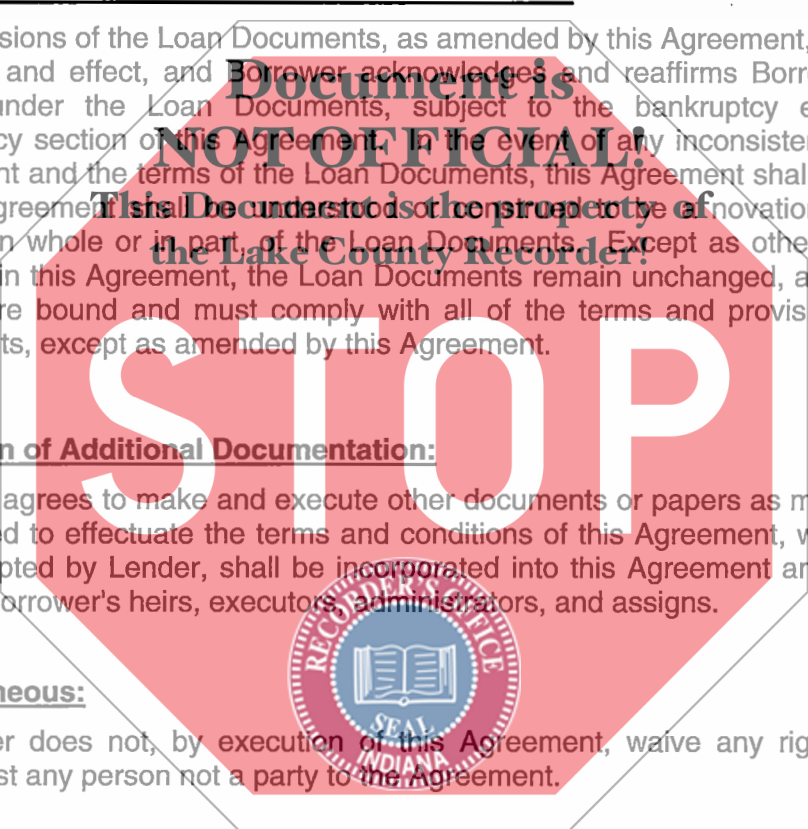 sions of the Loan Documents, as amended by this Agreement,
and effect, and Borrower acknowledges and reaffirms Borr
under the Loan Documents, subject to the bankruptcy e
cy section of this Agreement. In the event of any inconsiste
nt and the terms of the Loan Documents, this Agreement shal
greement shall be understood or construed to be a novation
n whole or in part, of the Loan Documents. Except as othe
in this Agreement, the Loan Documents remain unchanged, a
re bound and must comply with all of the terms and provis
ts, except as amended by this Agreement.
Document is
NOT OFFICIAL!
This Document is the property of
the Lake County Recorder!
STOP
n of Additional Documentation:
agrees to make and execute other documents or papers as m
ed to effectuate the terms and conditions of this Agreement, w
pted by Lender, shall be incorporated into this Agreement an
orrower's heirs, executors, administrators, and assigns.
RECORDER'S OFFICE
SEAL
INDIANA
neous:
er does not, by execution of this Agreement, waive any rig
st any person not a party to the Agreement.